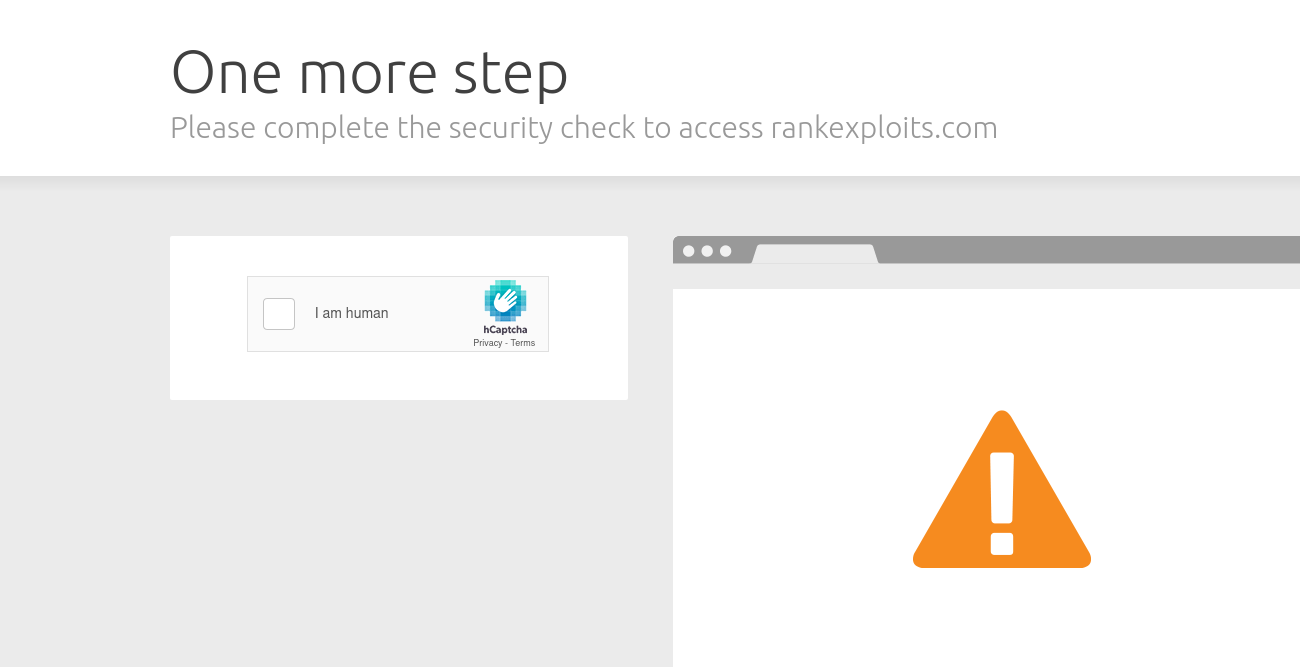 One more step
Please complete the security check to access rankexploits.com
I am human
hCaptcha
Privacy - Terms